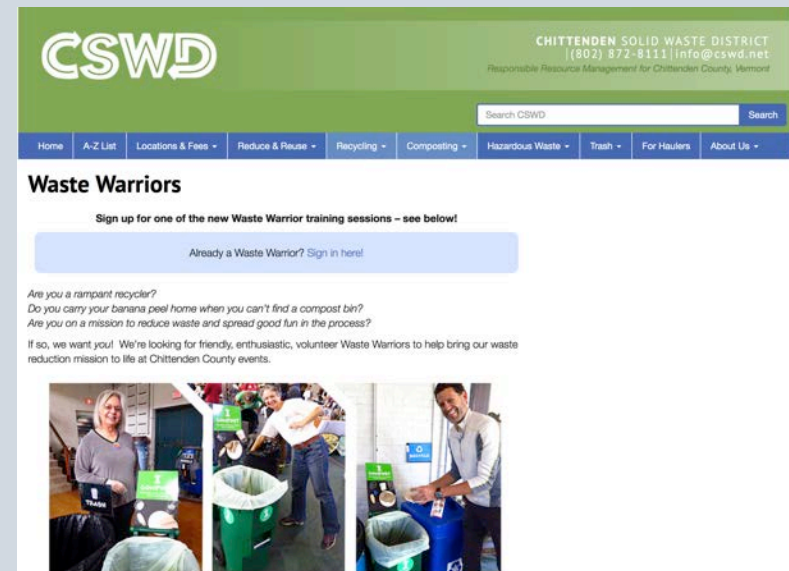 CSWD
CHITTENDEN SOLID WASTE DISTRICT
|(802) 872-8111|info@cswd.net
Responsible Resource Management for Chittenden County, Vermont
Search CSWD
Search
Home
A-Z List
Locations & Fees
Reduce & Reuse
Recycling
Composting
Hazardous Waste
Trash
For Haulers
About Us
Waste Warriors
Sign up for one of the new Waste Warrior training sessions – see below!
Already a Waste Warrior? Sign in here!
Are you a rampant recycler?
Do you carry your banana peel home when you can't find a compost bin?
Are you on a mission to reduce waste and spread good fun in the process?
If so, we want you! We're looking for friendly, enthusiastic, volunteer Waste Warriors to help bring our waste
reduction mission to life at Chittenden County events.
TRASH